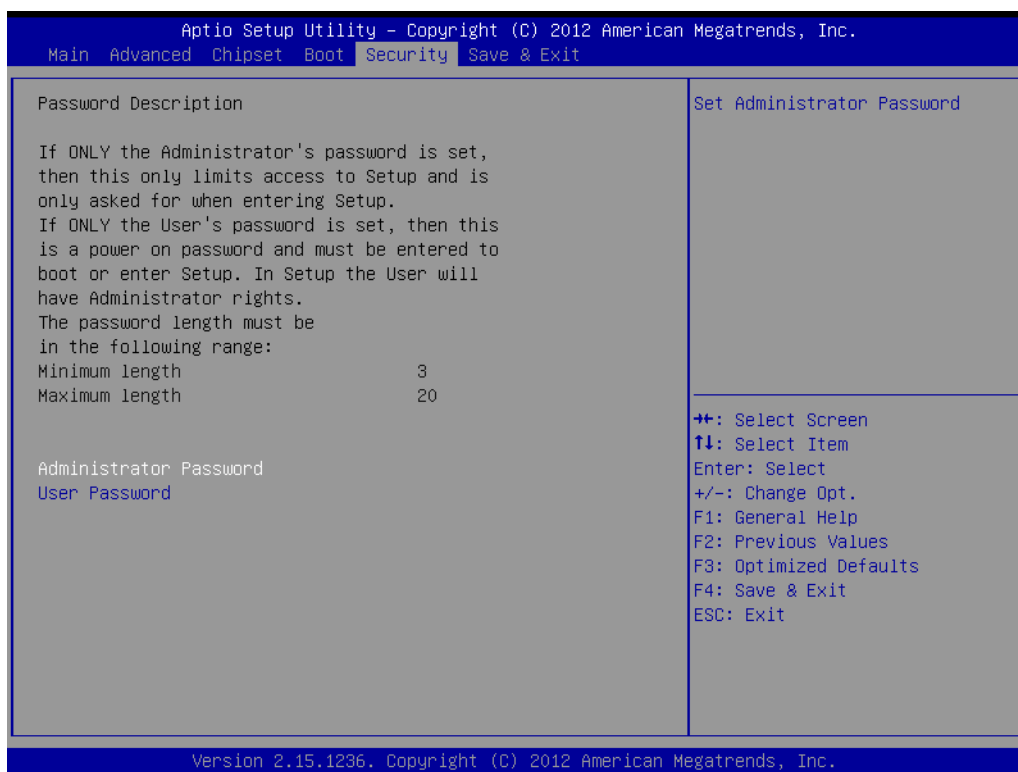 Aptio Setup Utility – Copyright (C) 2012 American Megatrends, Inc.
Main Advanced Chipset Boot Security Save & Exit
Password Description
If ONLY the Administrator's password is set,
then this only limits access to Setup and is
only asked for when entering Setup.
If ONLY the User's password is set, then this
is a power on password and must be entered to
boot or enter Setup. In Setup the User will
have Administrator rights.
The password length must be
in the following range:
Minimum length 3
Maximum length 20
Administrator Password
User Password
Set Administrator Password
→←: Select Screen
↑↓: Select Item
Enter: Select
+/-: Change Opt.
F1: General Help
F2: Previous Values
F3: Optimized Defaults
F4: Save & Exit
ESC: Exit
Version 2.15.1236. Copyright (C) 2012 American Megatrends, Inc.